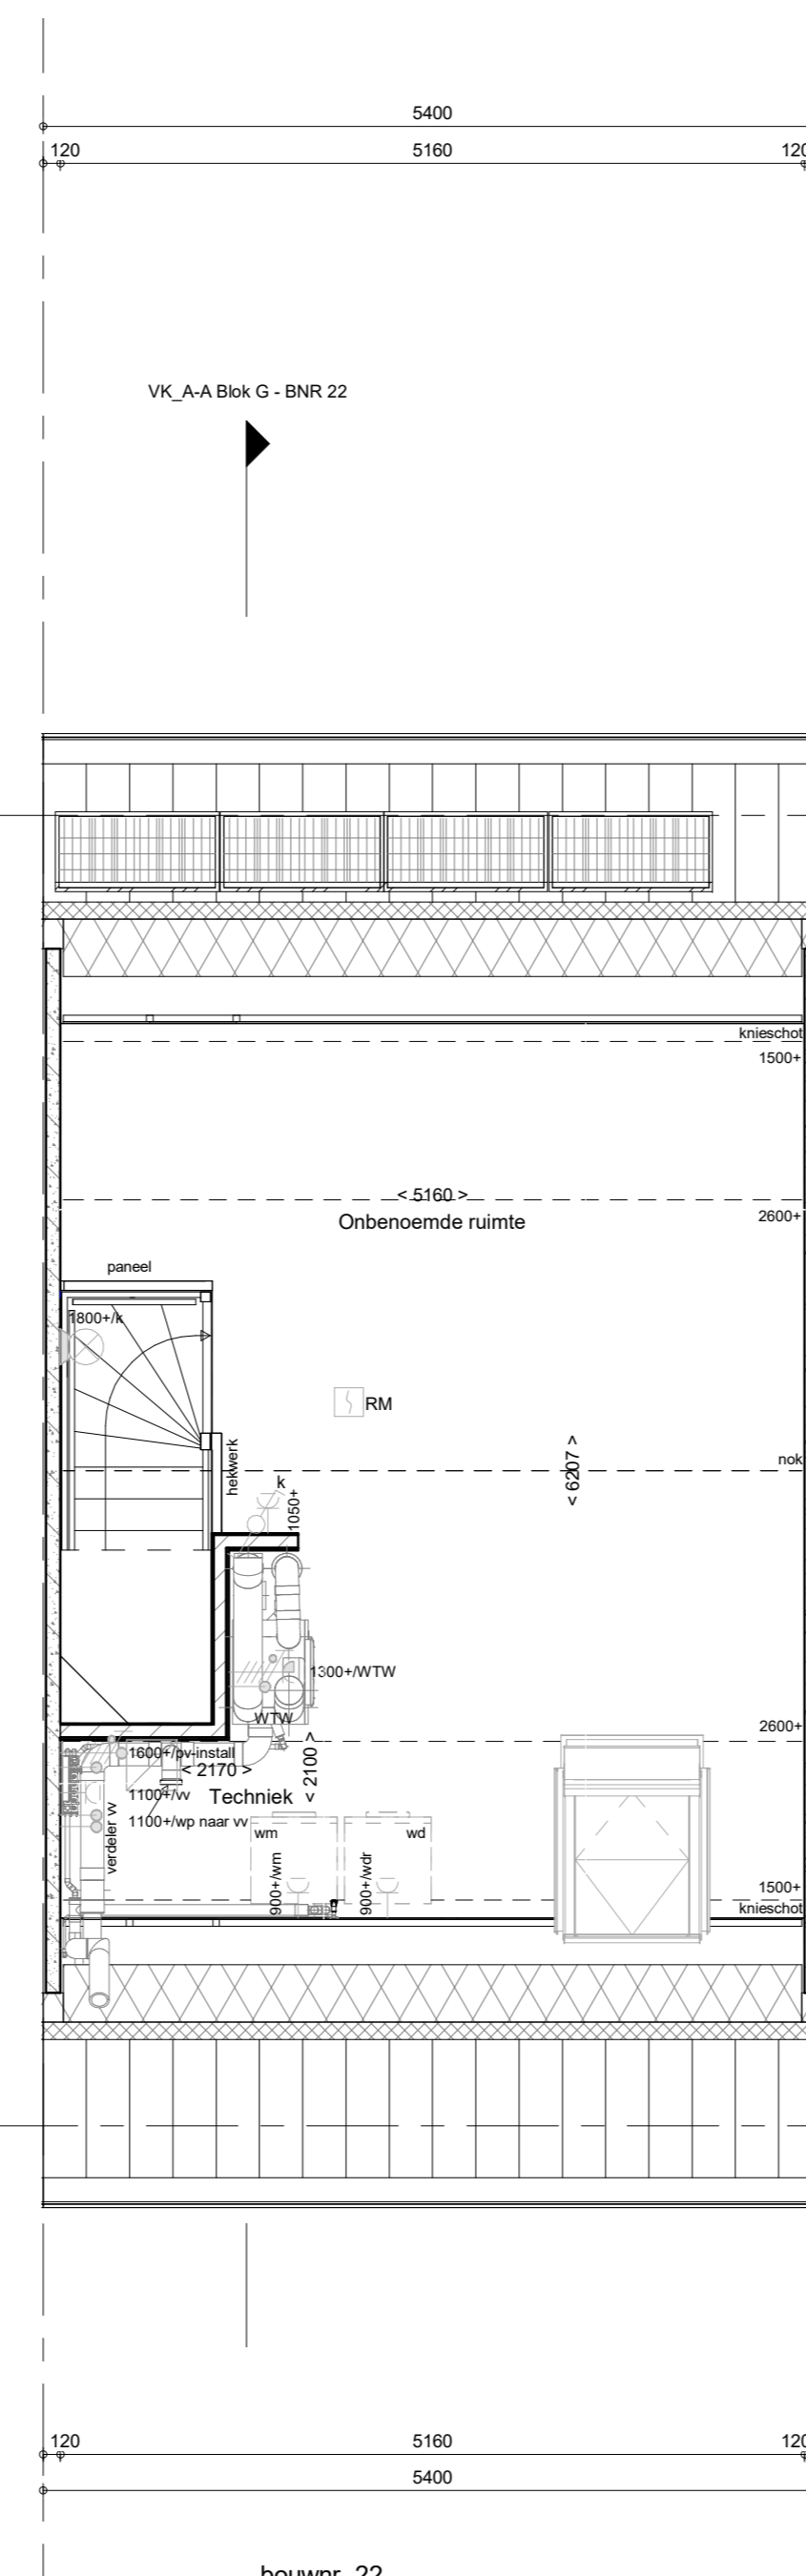 5400
120 5160 120
VK_A-A Blok G - BNR 22
knieschot
1500+
< 5160 >
Onbenoemde ruimte
2600+
paneel
1800+/k
RM
hekwerk
< 6207 >
nok
k
1050+
1300+/WTW
WTW
2600+
1600+/pv-install
< 2170 >
< 2100 >
1100+/vv
Techniek
1100+/wp naar vv
verdeler vv
wm
wd
900+/wm
900+/wdr
1500+
knieschot
120 5160 120
5400
bouwnr. 22